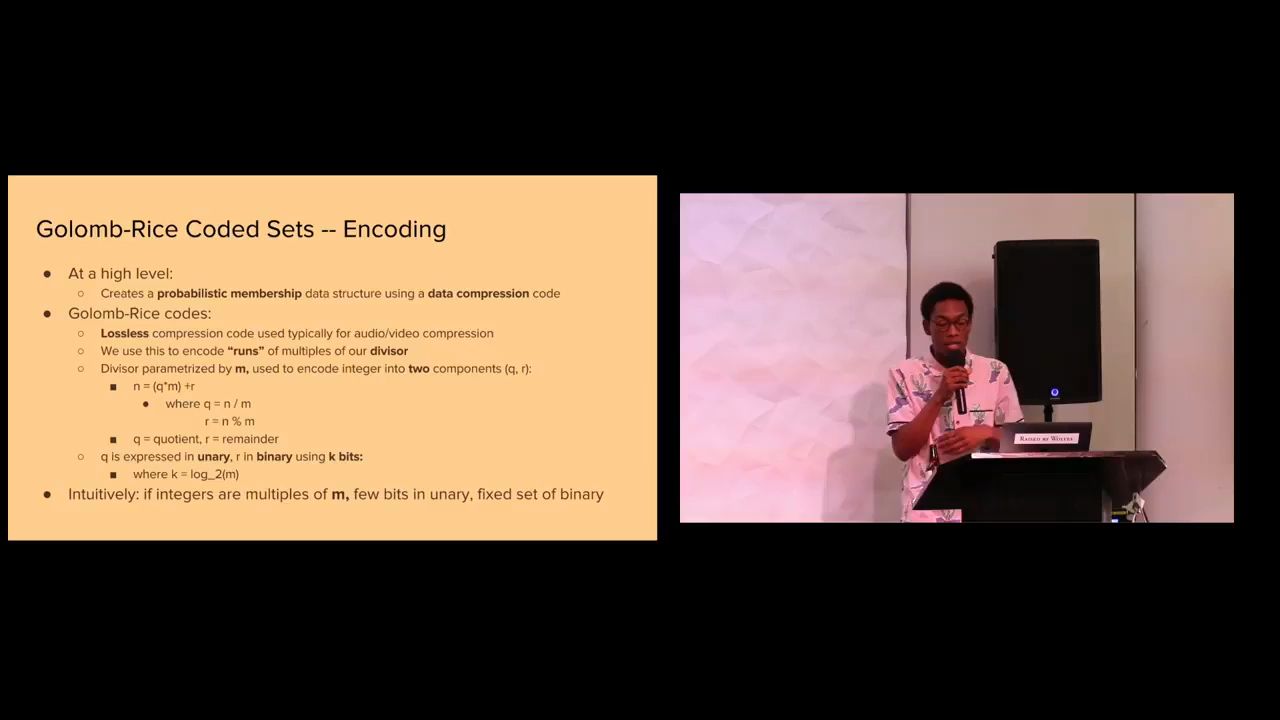 Golomb-Rice Coded Sets -- Encoding
● At a high level:
○ Creates a probabilistic membership data structure using a data compression code
● Golomb-Rice codes:
○ Lossless compression code used typically for audio/video compression
○ We use this to encode “runs” of multiples of our divisor
○ Divisor parametrized by m, used to encode integer into two components (q, r):
■ n = (q*m) +r
● where q = n / m
r = n % m
■ q = quotient, r = remainder
○ q is expressed in unary, r in binary using k bits:
■ where k = log_2(m)
● Intuitively: if integers are multiples of m, few bits in unary, fixed set of binary
RAISED BY WOLVES